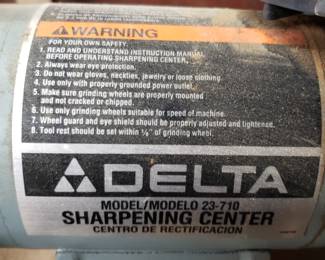 WARNING
FOR YOUR OWN SAFETY:
1. READ AND UNDERSTAND INSTRUCTION MANUAL
BEFORE OPERATING SHARPENING CENTER.
2. Always wear eye protection.
3. Do not wear gloves, neckties, jewelry or loose clothing.
4. Use only with properly grounded power outlet.
5. Make sure grinding wheels are properly mounted
and not cracked or chipped.
6. Use only wheels suitable for speed of machine.
7. Wheel guard and eye shield should be properly adjusted and tightened.
8. Tool rest should be set within ⅛" of grinding wheel.
DELTA
MODEL/MODELO 23-710
SHARPENING CENTER
CENTRO DE RECTIFICACION